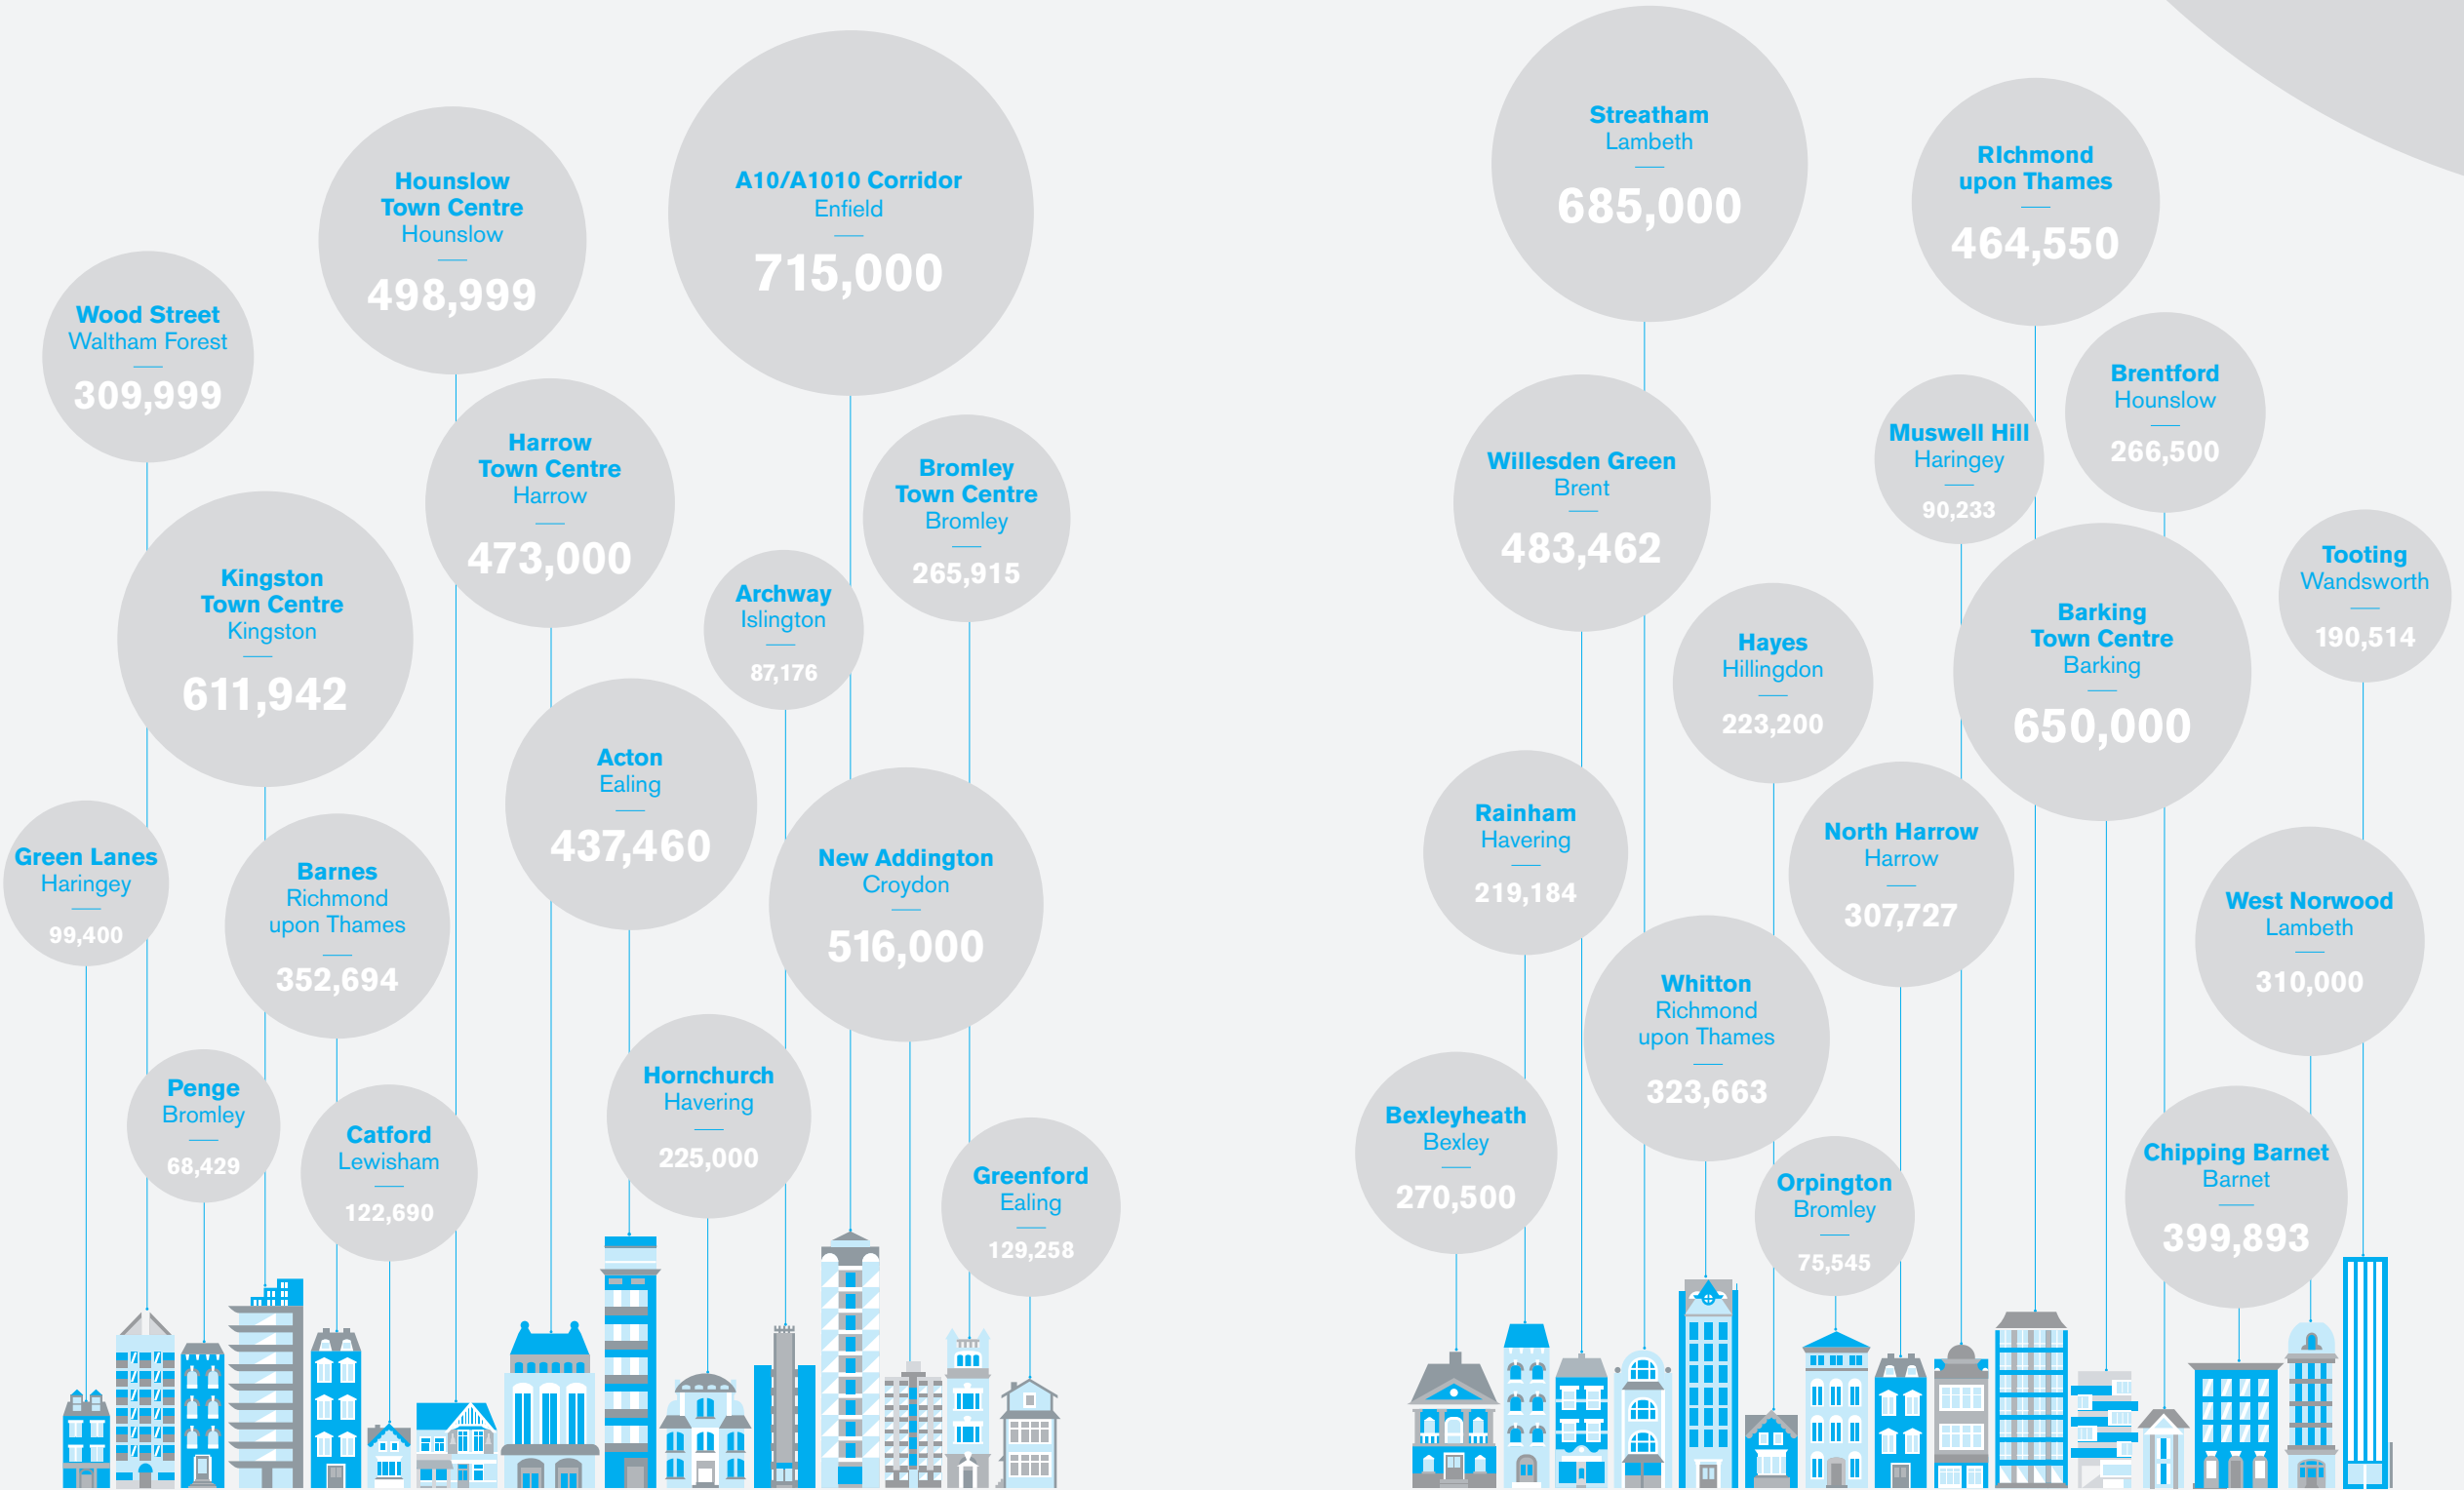 Hounslow
Town Centre
Hounslow
498,999
A10/A1010 Corridor
Enfield
715,000
Wood Street
Waltham Forest
309,999
Harrow
Town Centre
Harrow
473,000
Bromley
Town Centre
Bromley
265,915
Kingston
Town Centre
Kingston
611,942
Archway
Islington
87,176
Acton
Ealing
437,460
Green Lanes
Haringey
99,400
Barnes
Richmond
upon Thames
352,694
New Addington
Croydon
516,000
Penge
Bromley
68,429
Catford
Lewisham
122,690
Hornchurch
Havering
225,000
Greenford
Ealing
129,258
Streatham
Lambeth
685,000
RIchmond
upon Thames
464,550
Brentford
Hounslow
266,500
Willesden Green
Brent
483,462
Muswell Hill
Haringey
90,233
Tooting
Wandsworth
190,514
Hayes
Hillingdon
223,200
Barking
Town Centre
Barking
650,000
Rainham
Havering
219,184
North Harrow
Harrow
307,727
West Norwood
Lambeth
310,000
Whitton
Richmond
upon Thames
323,663
Bexleyheath
Bexley
270,500
Orpington
Bromley
75,545
Chipping Barnet
Barnet
399,893